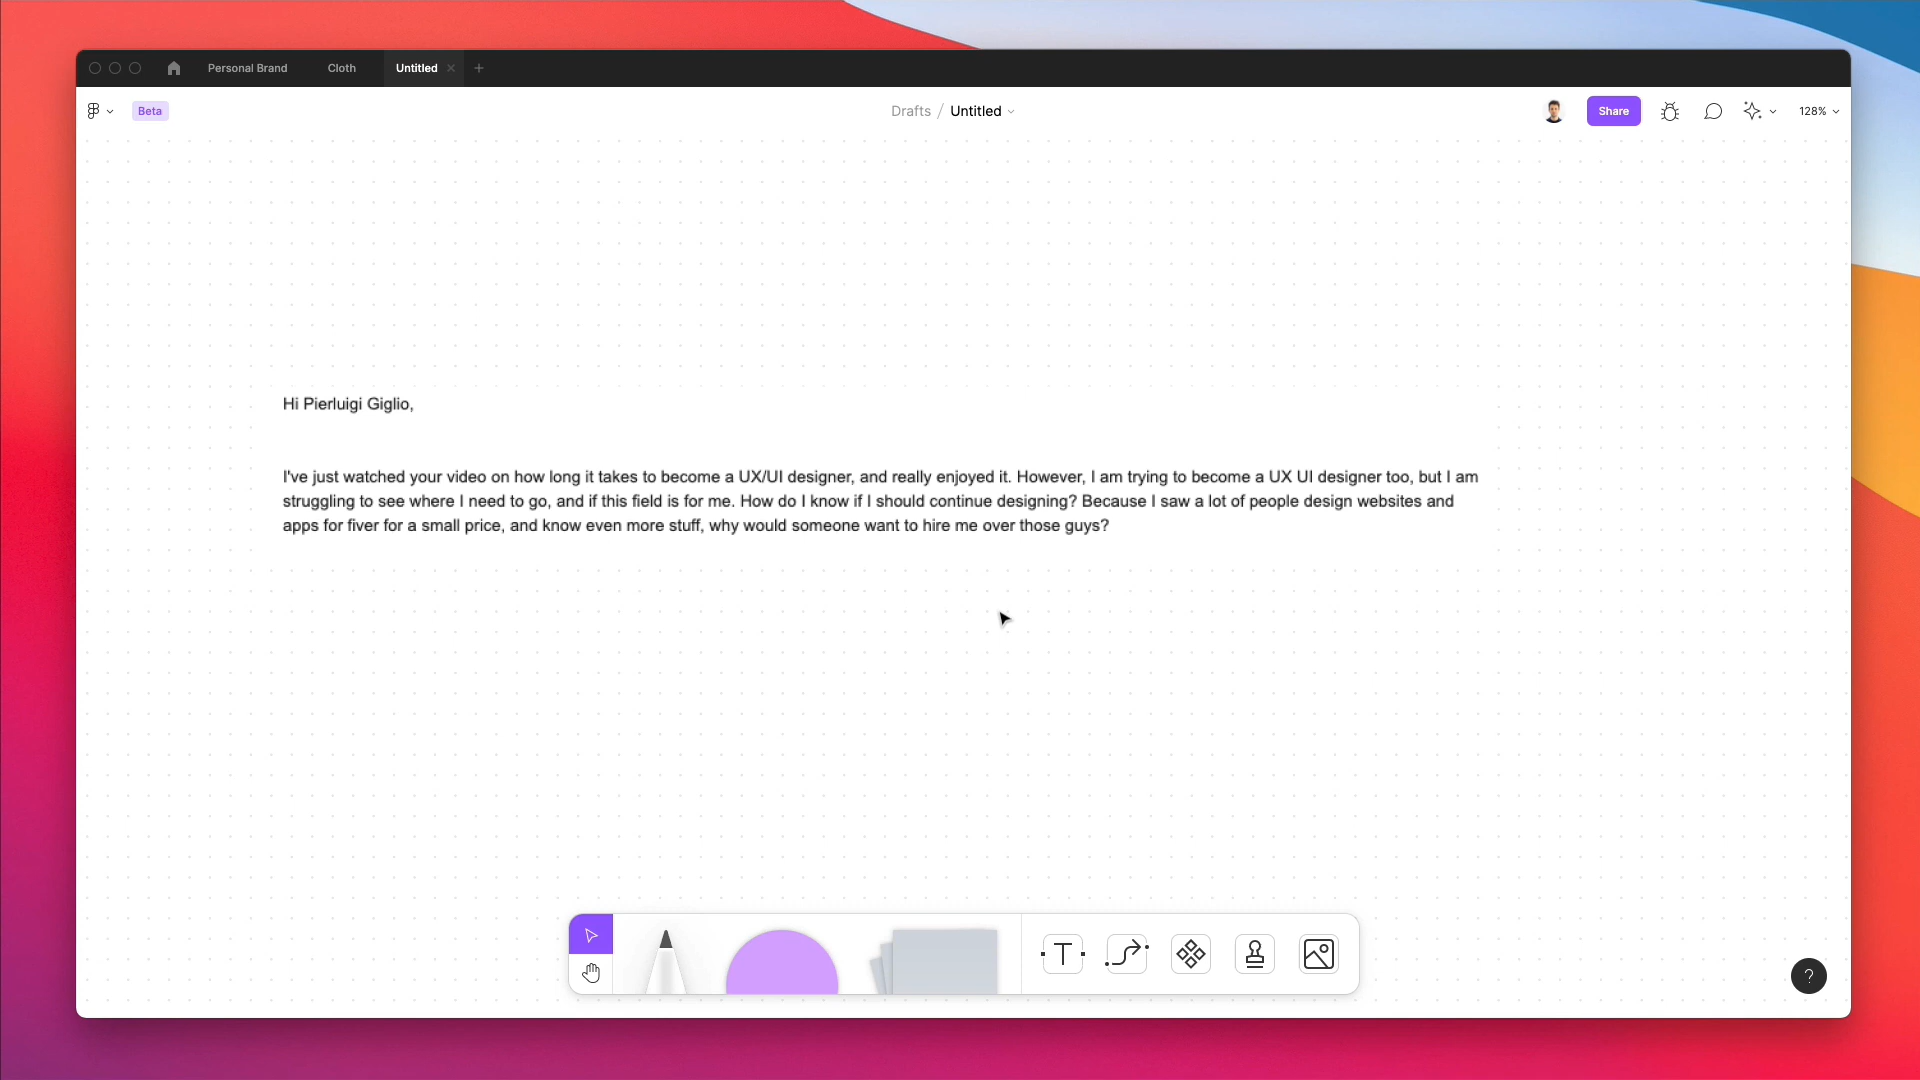 Personal Brand
Cloth
Untitled
Beta
Drafts / Untitled
Share
128%
Hi Pierluigi Giglio,
I've just watched your video on how long it takes to become a UX/UI designer, and really enjoyed it. However, I am trying to become a UX UI designer too, but I am
struggling to see where I need to go, and if this field is for me. How do I know if I should continue designing? Because I saw a lot of people design websites and
apps for fiver for a small price, and know even more stuff, why would someone want to hire me over those guys?
T
?